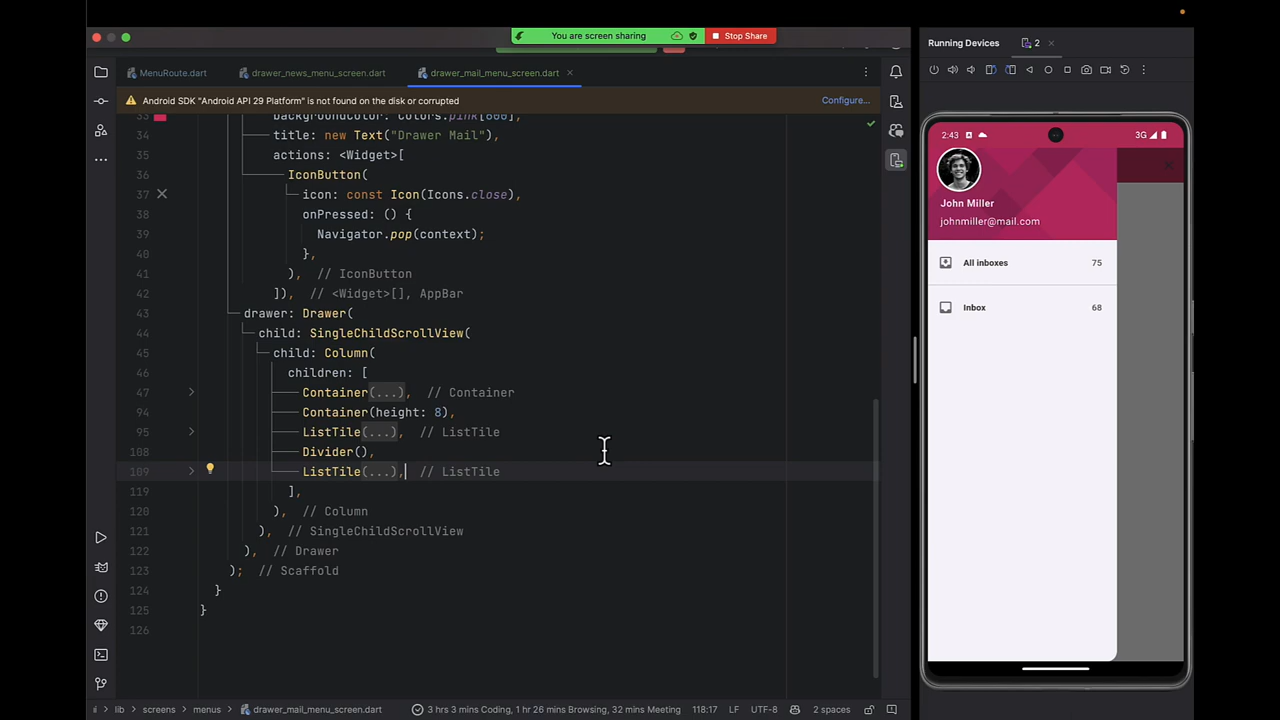 You are screen sharing
Stop Share
MenuRoute.dart
drawer_news_menu_screen.dart
drawer_mail_menu_screen.dart
Android SDK "Android API 29 Platform" is not found on the disk or corrupted
Configure...
33 backgroundColor: Colors.pink[800],
34 title: new Text("Drawer Mail"),
35 actions: <Widget>[
36 IconButton(
37 icon: const Icon(Icons.close),
38 onPressed: () {
39 Navigator.pop(context);
40 },
41 ), // IconButton
42 ]), // <Widget>[], AppBar
43 drawer: Drawer(
44 child: SingleChildScrollView(
45 child: Column(
46 children: [
47 Container(...), // Container
94 Container(height: 8),
95 ListTile(...), // ListTile
108 Divider(),
109 ListTile(...), // ListTile
119 ],
120 ), // Column
121 ), // SingleChildScrollView
122 ), // Drawer
123 ); // Scaffold
124 }
125 }
126
lib
screens
menus
drawer_mail_menu_screen.dart
3 hrs 3 mins Coding, 1 hr 26 mins Browsing, 32 mins Meeting
118:17
LF
UTF-8
2 spaces
Running Devices
2
2:43
3G
John Miller
johnmiller@mail.com
All inboxes 75
Inbox 68